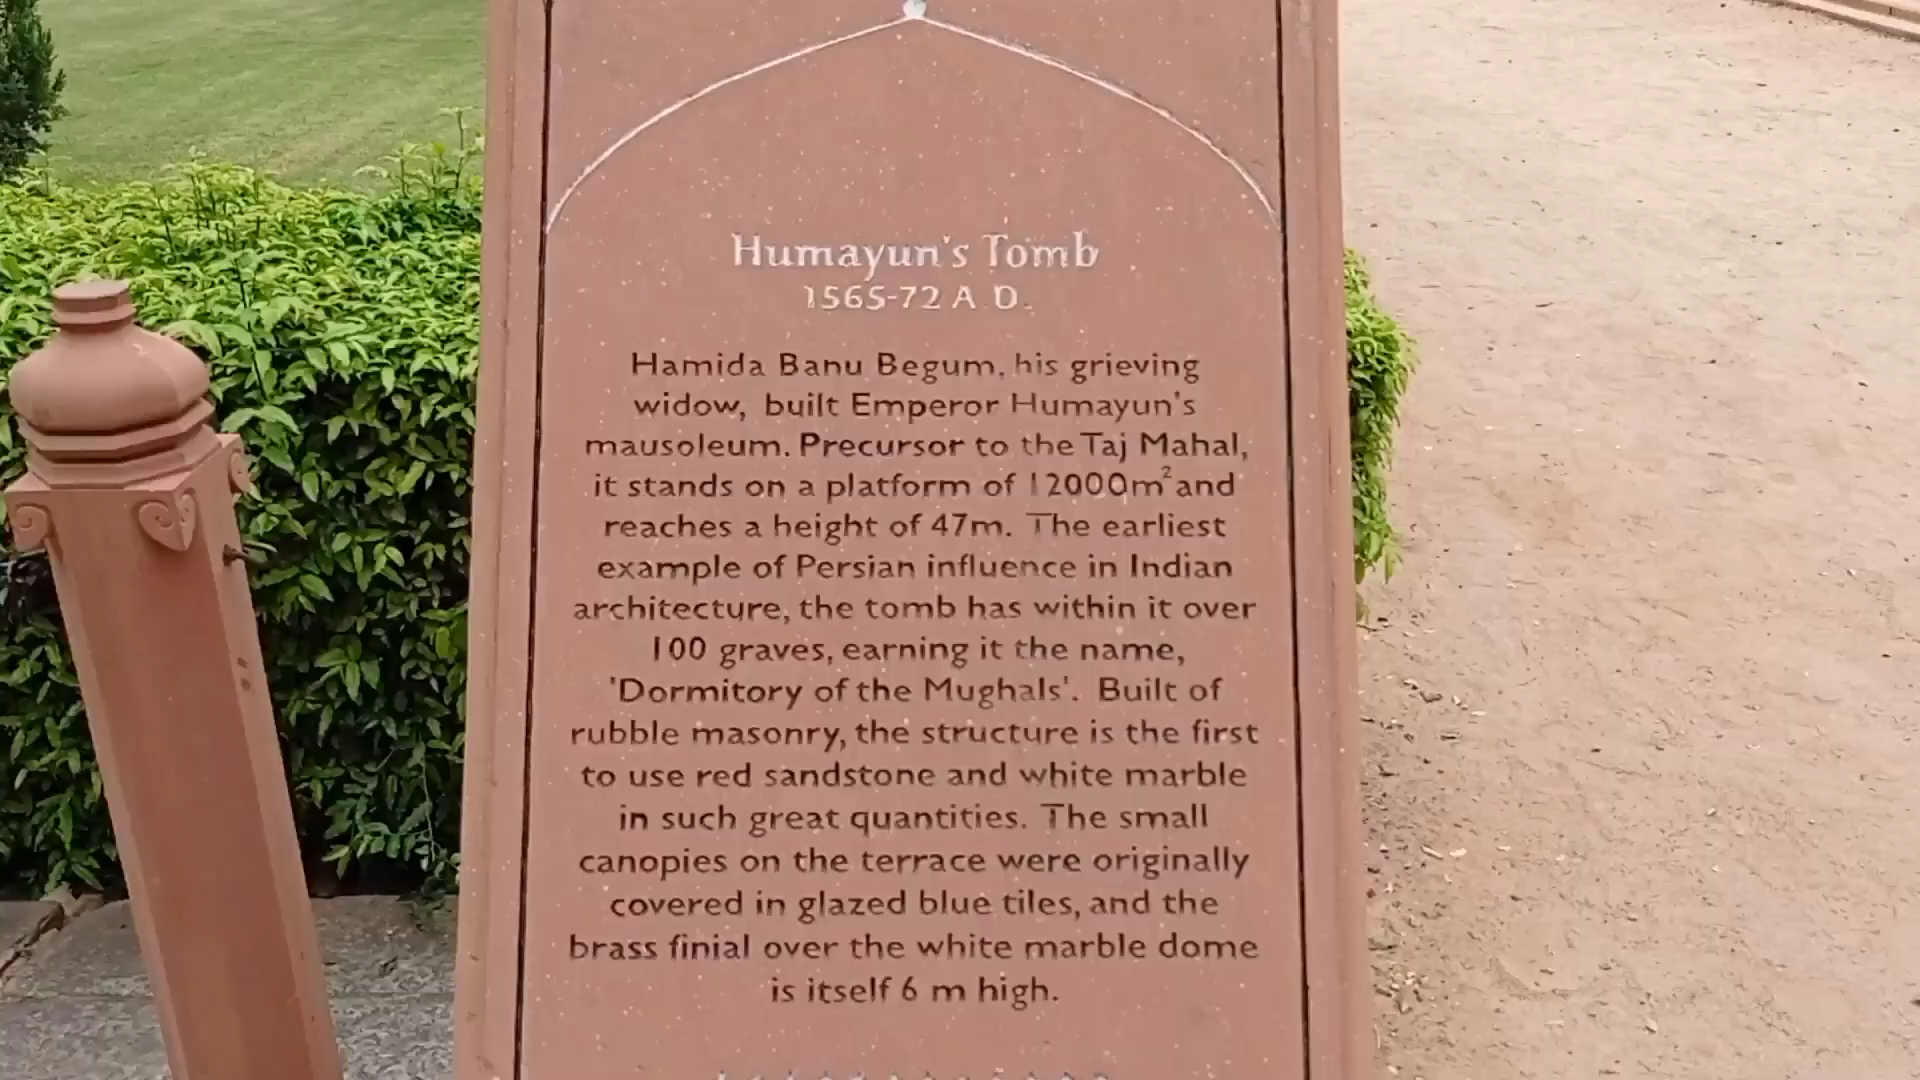 Humayun's Tomb
1565-72 A.D.
Hamida Banu Begum, his grieving
widow, built Emperor Humayun's
mausoleum. Precursor to the Taj Mahal,
it stands on a platform of 12000m² and
reaches a height of 47m. The earliest
example of Persian influence in Indian
architecture, the tomb has within it over
100 graves, earning it the name,
'Dormitory of the Mughals'. Built of
rubble masonry, the structure is the first
to use red sandstone and white marble
in such great quantities. The small
canopies on the terrace were originally
covered in glazed blue tiles, and the
brass finial over the white marble dome
is itself 6 m high.